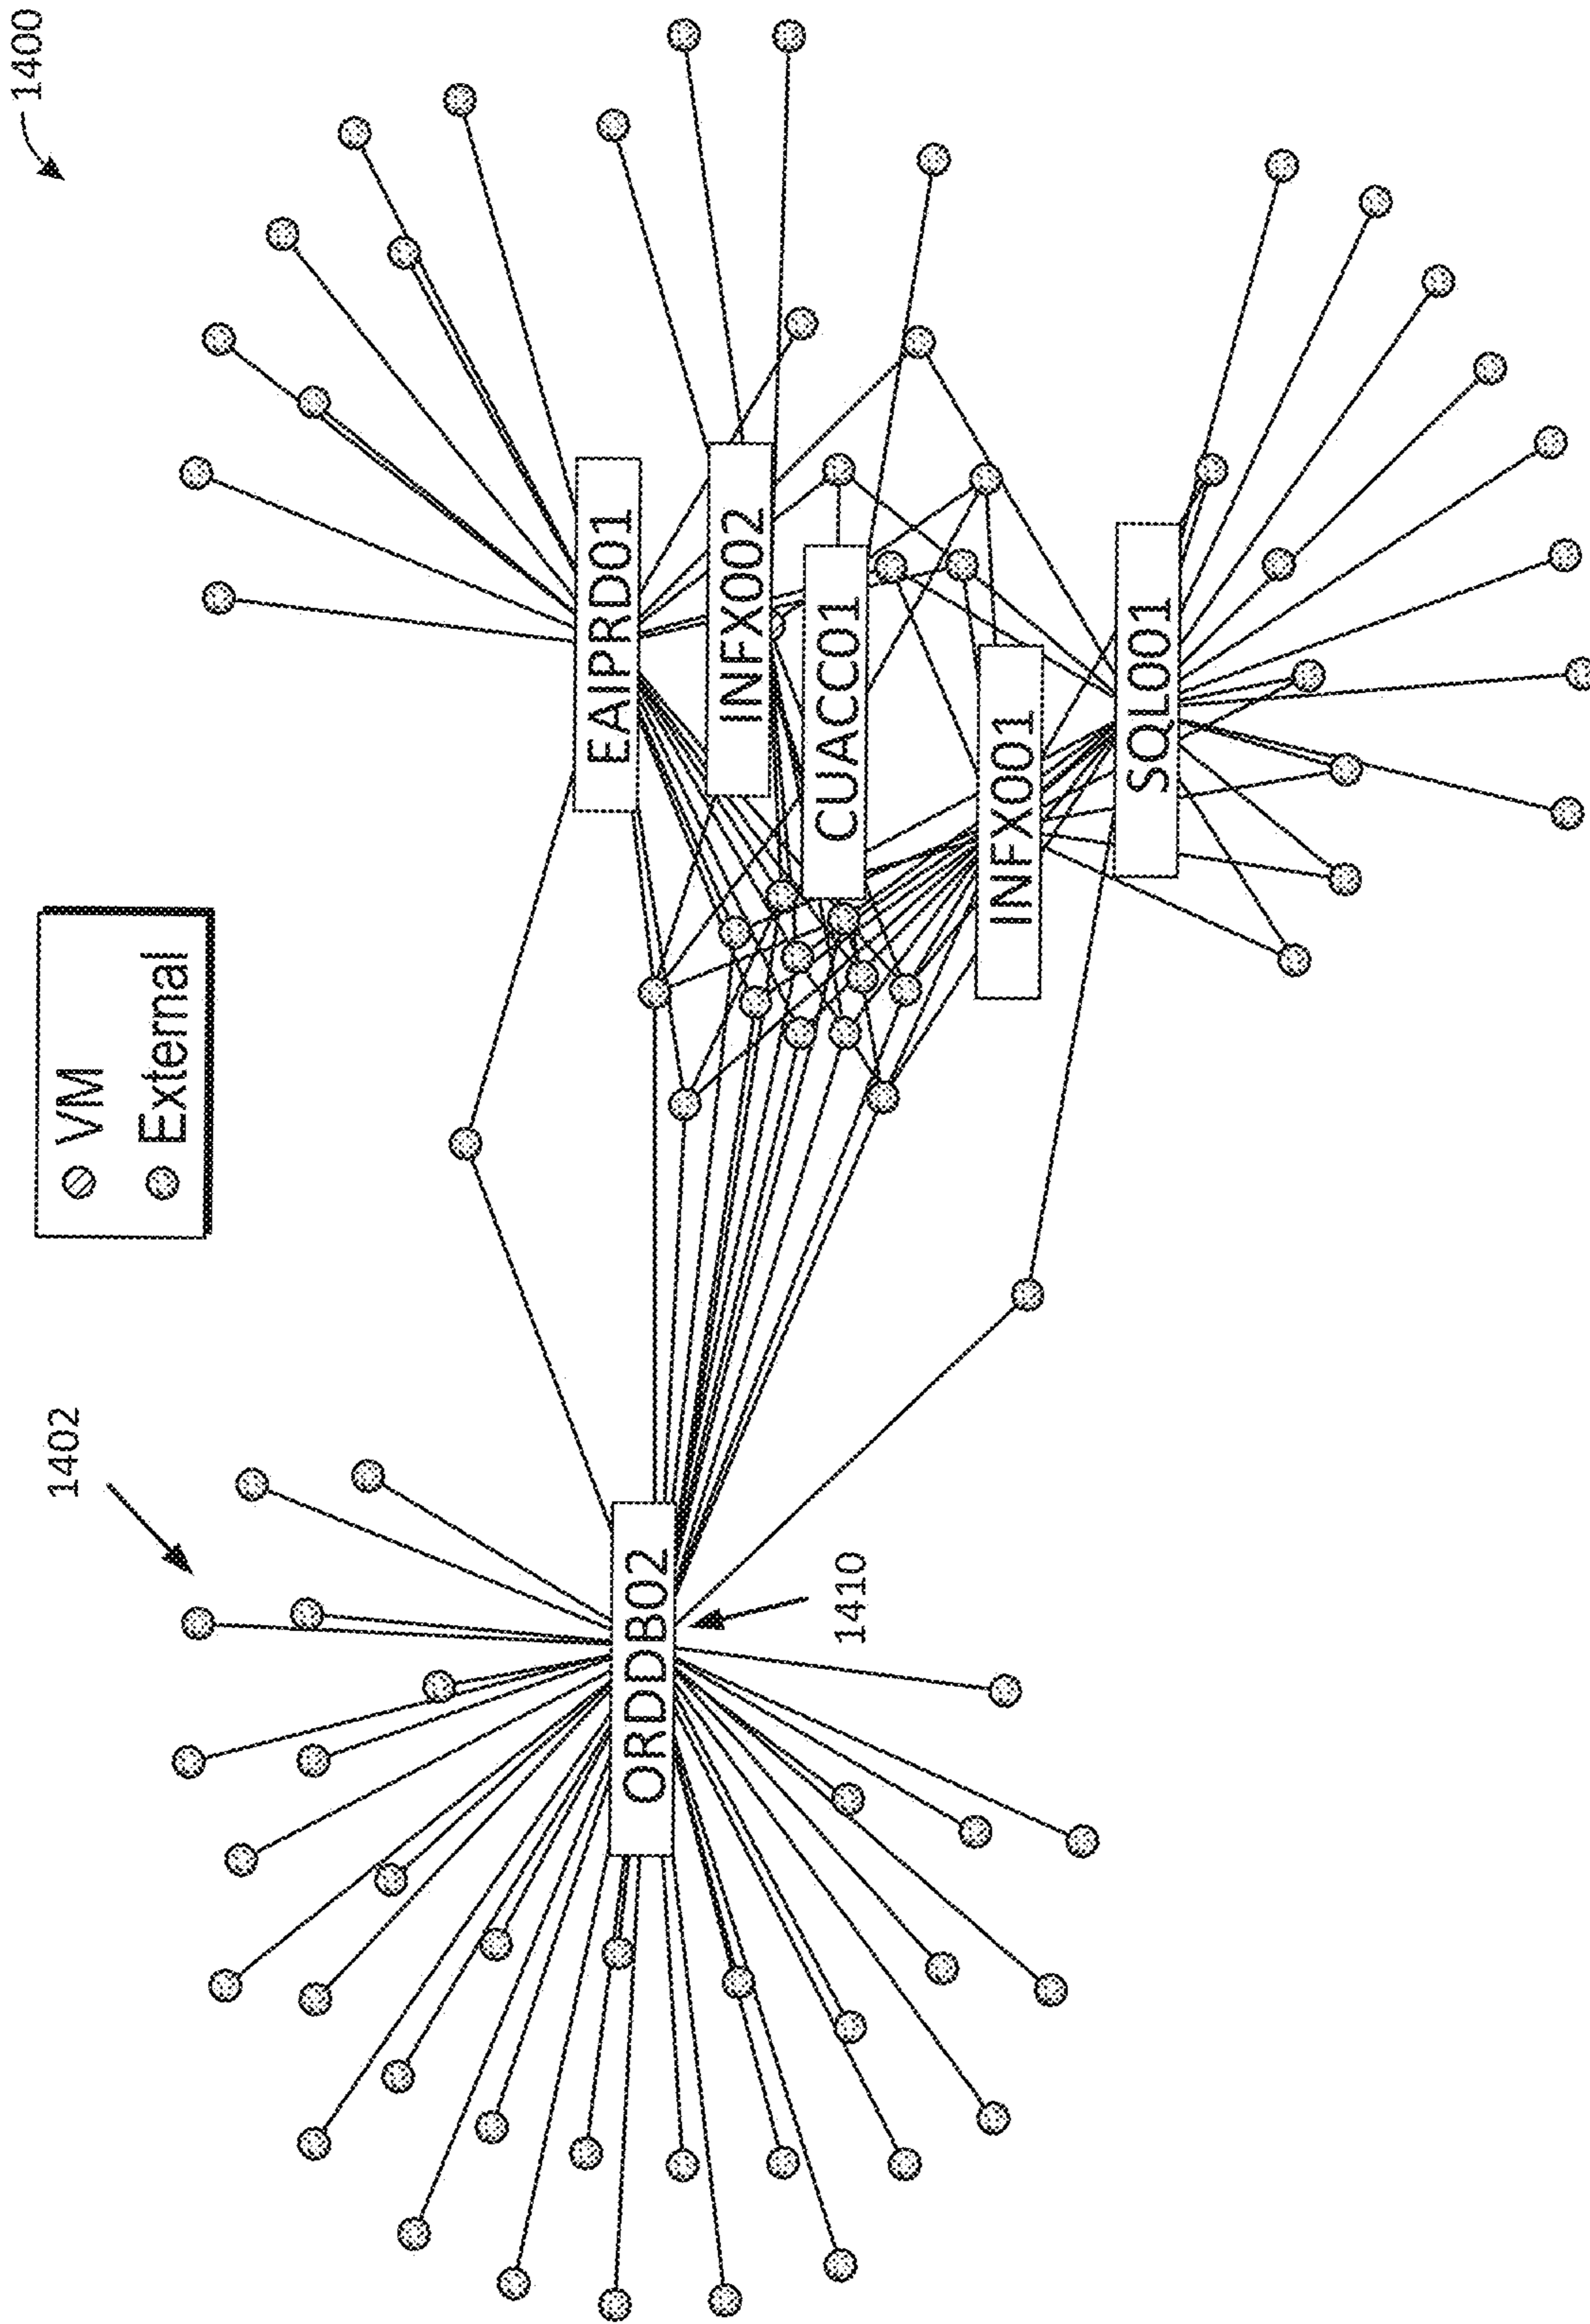 1400
VM
External
1402
EAIPRD01
INFX002
CUACC01
INFX001
SQL001
ORDDB02
1410